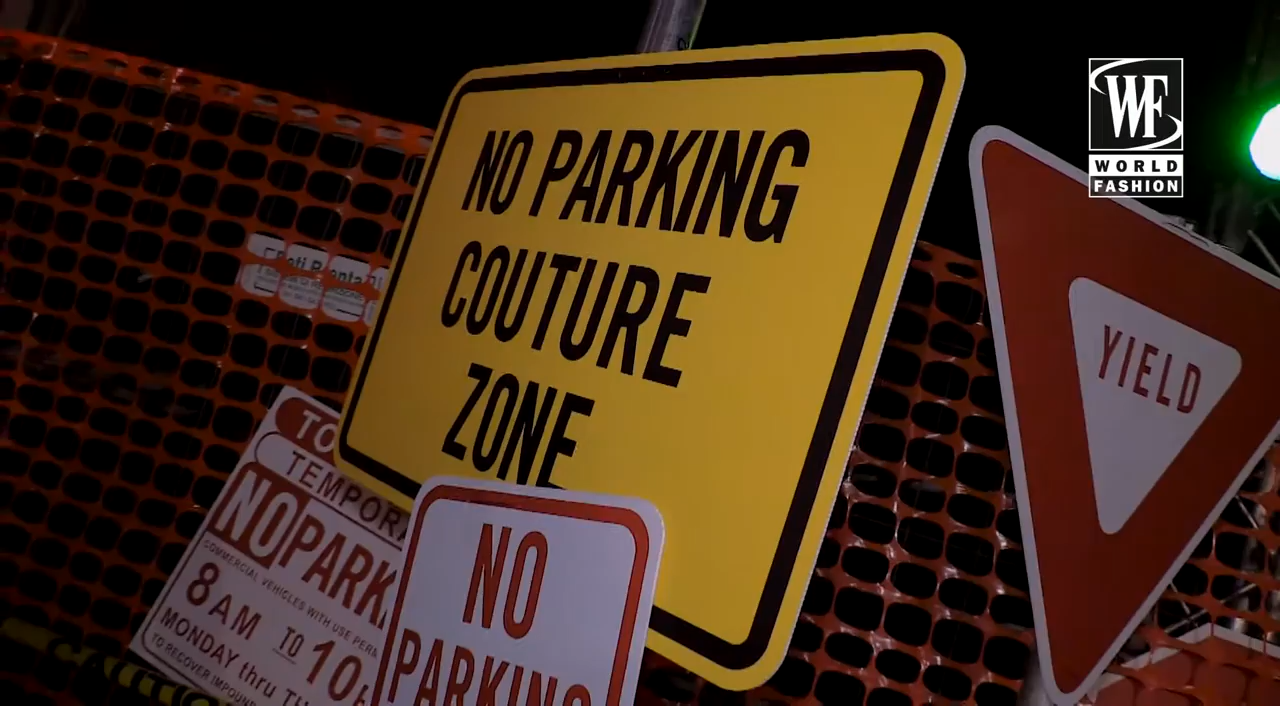 NO PARKING
COUTURE
ZONE
WF
WORLD
FASHION
YIELD
NO
PARKING
TEMPORA
NO PARK
COMMERCIAL VEHICLES WITH USE PERM
8 AM TO 10
MONDAY thru TH
TO RECOVER IMPOUN